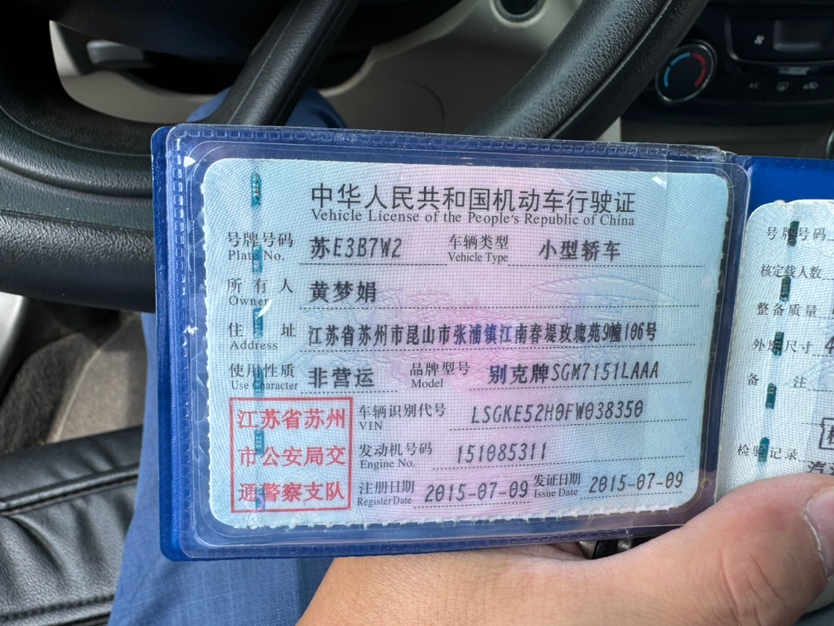 中华人民共和国机动车行驶证
Vehicle License of the People's Republic of China
号牌号码 苏E3B7W2 车辆类型 小型轿车
Plate No. Vehicle Type
所有人 黄梦娟
Owner
住址 江苏省苏州市昆山市张浦镇江南春堤玫瑰苑9幢106号
Address
使用性质 非营运 品牌型号 别克牌SGM7151LAAA
Use Character Model
江苏省苏州
市公安局交
通警察支队
车辆识别代号 LSGKE52H0FW038350
VIN
发动机号码 151085311
Engine No.
注册日期 2015-07-09 发证日期 2015-07-09
Register Date Issue Date
号牌号码
核定载人数
整备质量
外廓尺寸 4
备注
检验记录